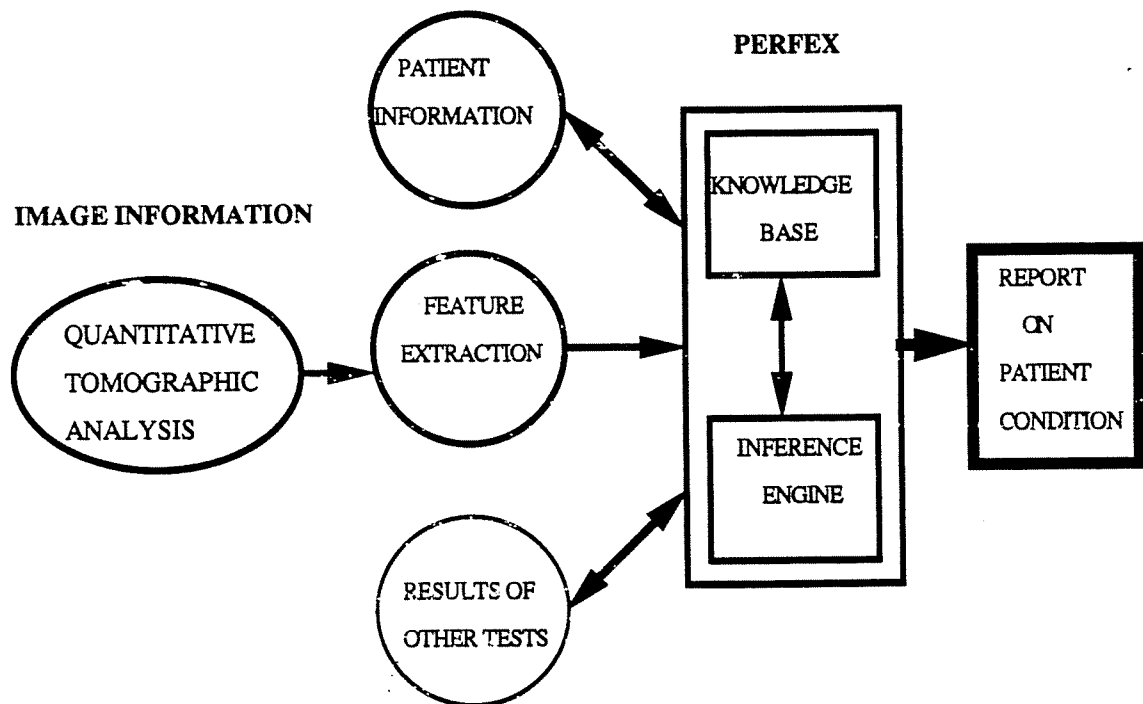 PERFEX
PATIENT
INFORMATION
KNOWLEDGE
BASE
IMAGE INFORMATION
QUANTITATIVE
TOMOGRAPHIC
ANALYSIS
FEATURE
EXTRACTION
REPORT
ON
PATIENT
CONDITION
INFERENCE
ENGINE
RESULTS OF
OTHER TESTS